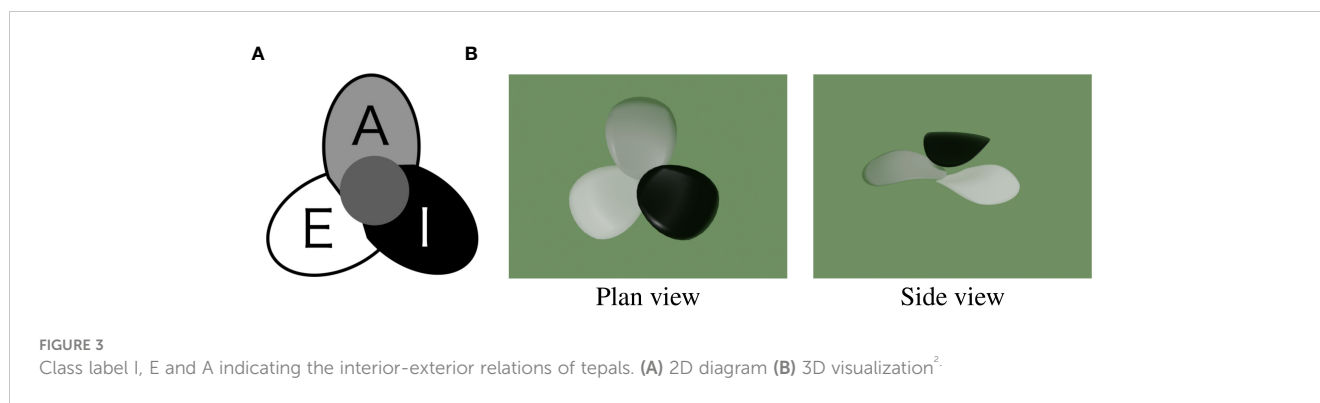 A
B
A
E
I
Plan view
Side view
FIGURE 3
Class label I, E and A indicating the interior-exterior relations of tepals. (A) 2D diagram (B) 3D visualization².